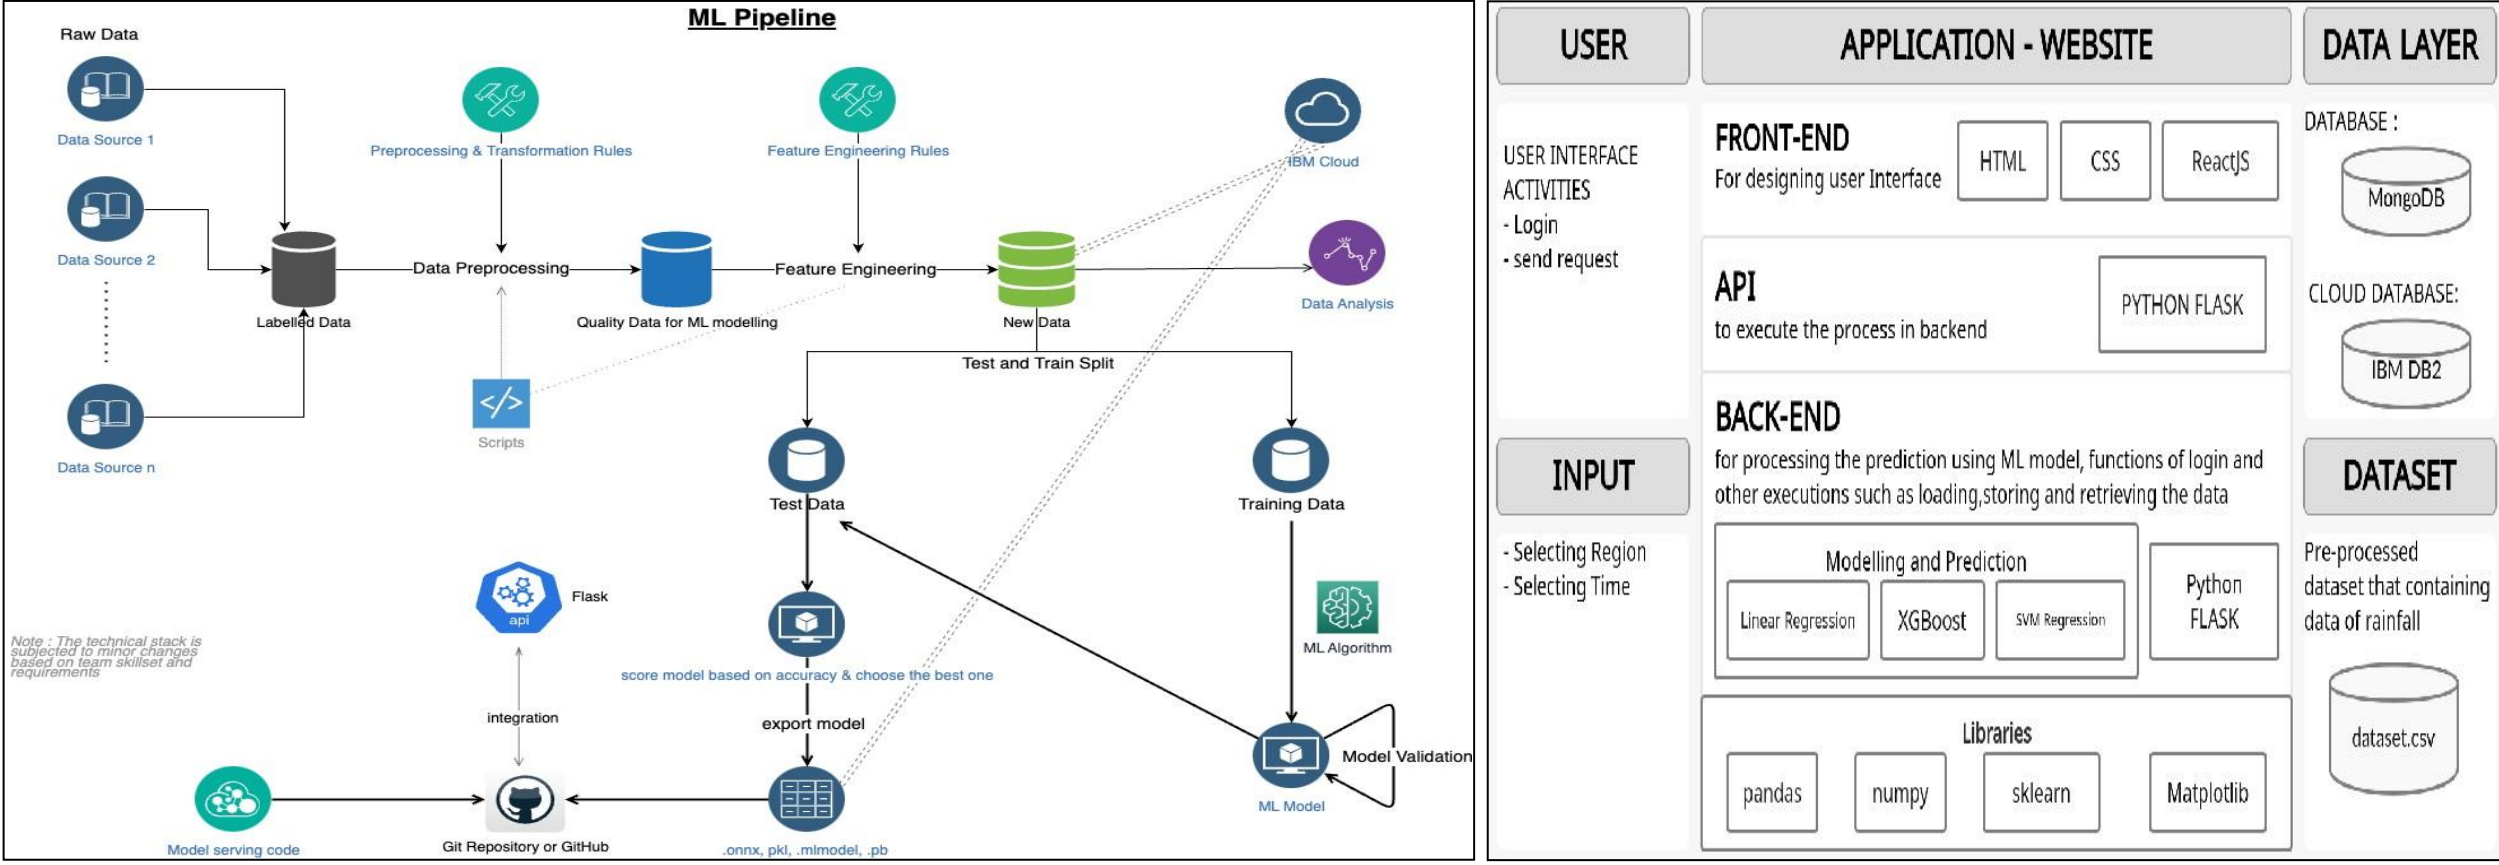 ML Pipeline
Raw Data
Data Source 1
Preprocessing & Transformation Rules
Feature Engineering Rules
IBM Cloud
Data Source 2
Data Preprocessing
Feature Engineering
Labelled Data
Quality Data for ML modelling
New Data
Data Analysis
Test and Train Split
</>
Scripts
Data Source n
Test Data
Training Data
api
Flask
Note : The technical stack is
subjected to minor changes
based on team skillset and
requirements
ML Algorithm
score model based on accuracy & choose the best one
integration
export model
Model Validation
ML Model
Model serving code
Git Repository or GitHub
.onnx, pkl, .mlmodel, .pb
USER
USER INTERFACE
ACTIVITIES
- Login
- send request
INPUT
- Selecting Region
- Selecting Time
APPLICATION - WEBSITE
FRONT-END
For designing user Interface
HTML
CSS
ReactJS
API
to execute the process in backend
PYTHON FLASK
BACK-END
for processing the prediction using ML model, functions of login and
other executions such as loading,storing and retrieving the data
Modelling and Prediction
Linear Regression
XGBoost
SVM Regression
Python
FLASK
Libraries
pandas
numpy
sklearn
Matplotlib
DATA LAYER
DATABASE :
MongoDB
CLOUD DATABASE:
IBM DB2
DATASET
Pre-processed
dataset that containing
data of rainfall
dataset.csv